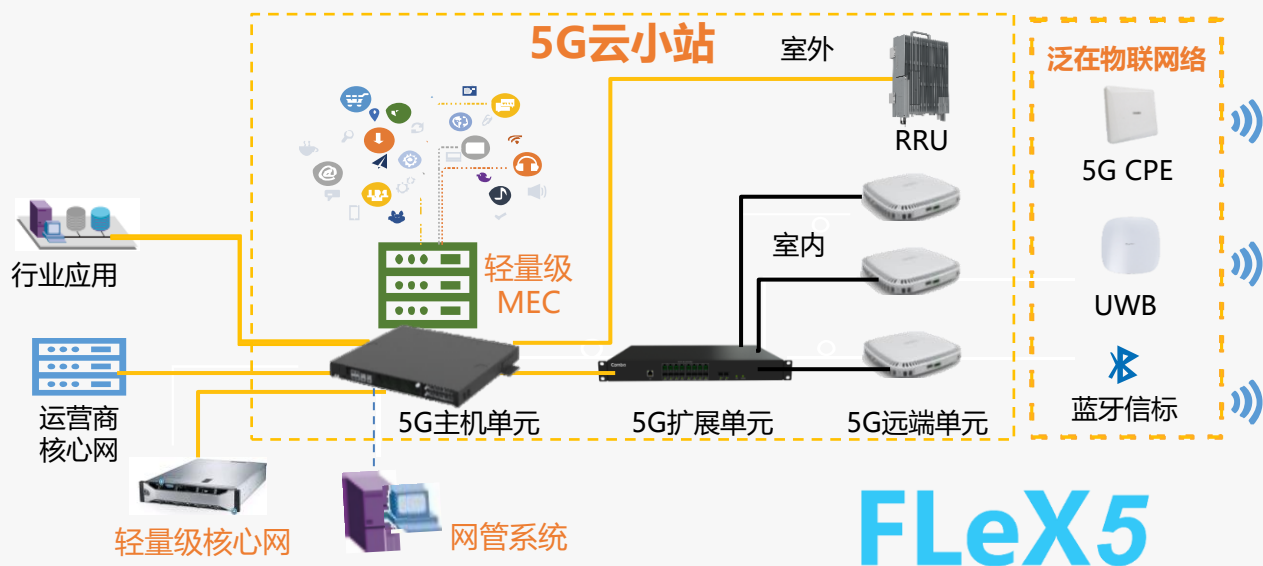 5G云小站
室外
泛在物联网络
RRU
5G CPE
行业应用
轻量级
MEC
室内
UWB
运营商
核心网
5G主机单元
5G扩展单元
5G远端单元
蓝牙信标
轻量级核心网
网管系统
FLeX5